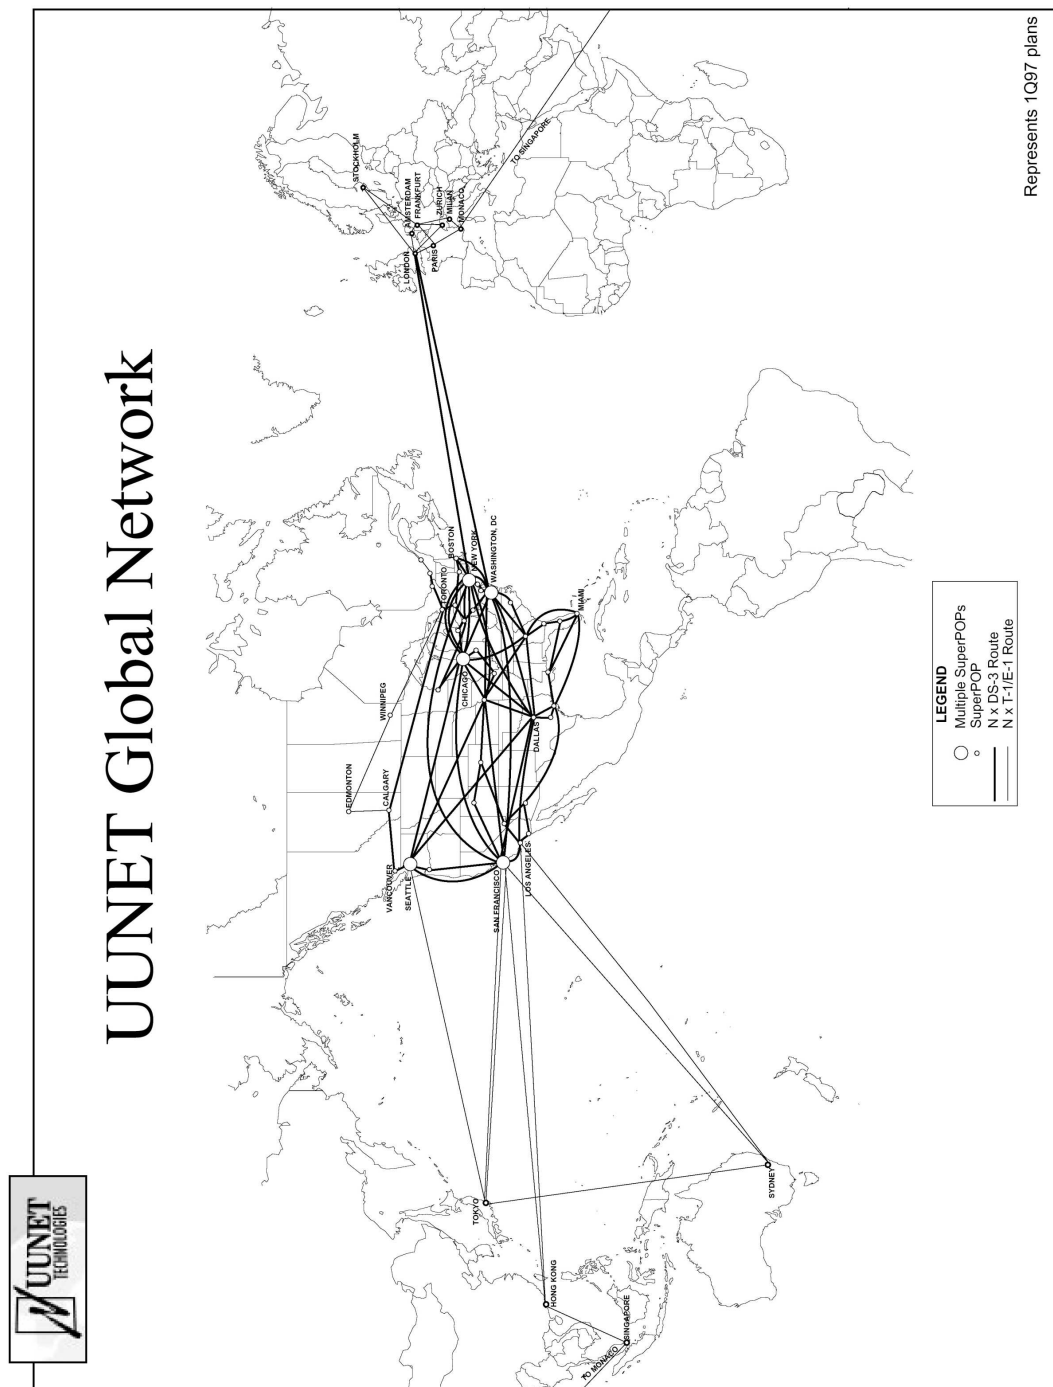 UUNET
TECHNOLOGIES
UUNET Global Network
STOCKHOLM
AMSTERDAM
FRANKFURT
LONDON
PARIS
ZURICH
MILAN
MONACO
TO SINGAPORE
EDMONTON
CALGARY
WINNIPEG
VANCOUVER
SEATTLE
TORONTO
BOSTON
NEW YORK
WASHINGTON, DC
CHICAGO
SAN FRANCISCO
LOS ANGELES
DALLAS
MIAMI
TOKYO
HONG KONG
SINGAPORE
TO MONACO
SYDNEY
LEGEND
Multiple SuperPOPs
SuperPOP
N x DS-3 Route
N x T-1/E-1 Route
Represents 1Q97 plans